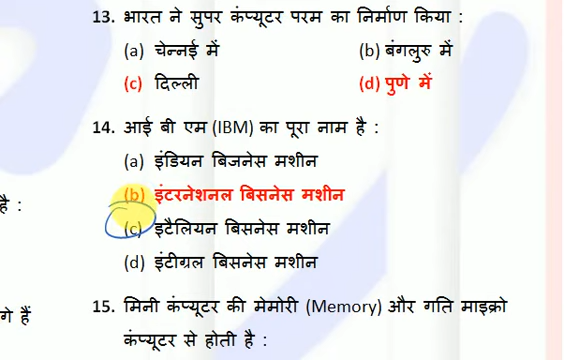 13. भारत ने सुपर कंप्यूटर परम का निर्माण किया :
(a) चेन्नई में (b) बंगलुरु में
(c) दिल्ली (d) पुणे में
14. आई बी एम (IBM) का पूरा नाम है :
(a) इंडियन बिजनेस मशीन
(b) इंटरनेशनल बिसनेस मशीन
है :
(c) इटैलियन बिसनेस मशीन
(d) इंटीग्रल बिसनेस मशीन
15. मिनी कंप्यूटर की मेमोरी (Memory) और गति माइक्रो
गे हैं
कंप्यूटर से होती है :